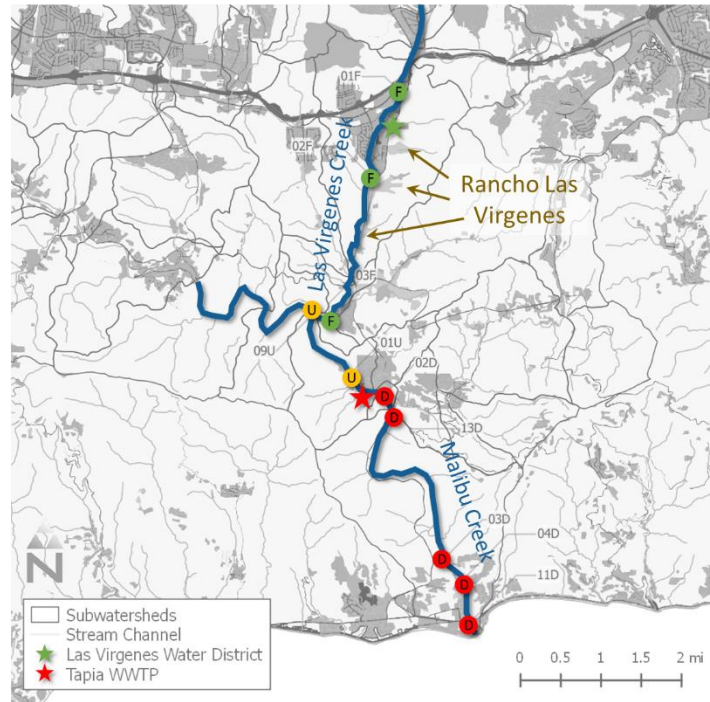 01F
F
02F
Las Virgenes Creek
F
Rancho Las
Virgenes
03F
U
F
09U
01U
02D
U
D
D
13D
Malibu Creek
03D
04D
D
11D
D
D
N
Subwatersheds
Stream Channel
Las Virgenes Water District
Tapia WWTP
0 0.5 1 1.5 2 mi